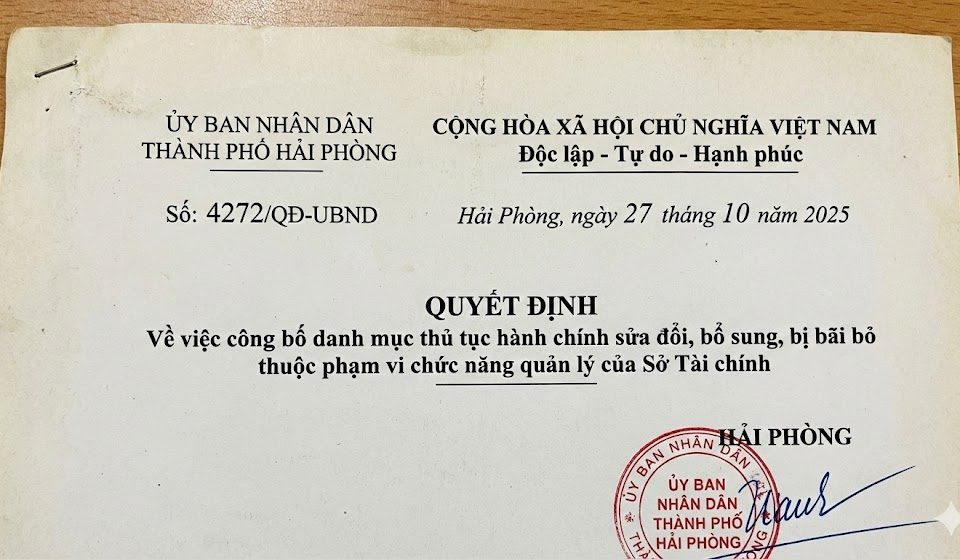 ỦY BAN NHÂN DÂN
THÀNH PHỐ HẢI PHÒNG
CỘNG HÒA XÃ HỘI CHỦ NGHĨA VIỆT NAM
Độc lập - Tự do - Hạnh phúc
Số: 4272/QĐ-UBND
Hải Phòng, ngày 27 tháng 10 năm 2025
QUYẾT ĐỊNH
Về việc công bố danh mục thủ tục hành chính sửa đổi, bổ sung, bị bãi bỏ
thuộc phạm vi chức năng quản lý của Sở Tài chính
HẢI PHÒNG
ỦY BAN NHÂN DÂN
ỦY BAN
NHÂN DÂN
THÀNH PHỐ
HẢI PHÒNG